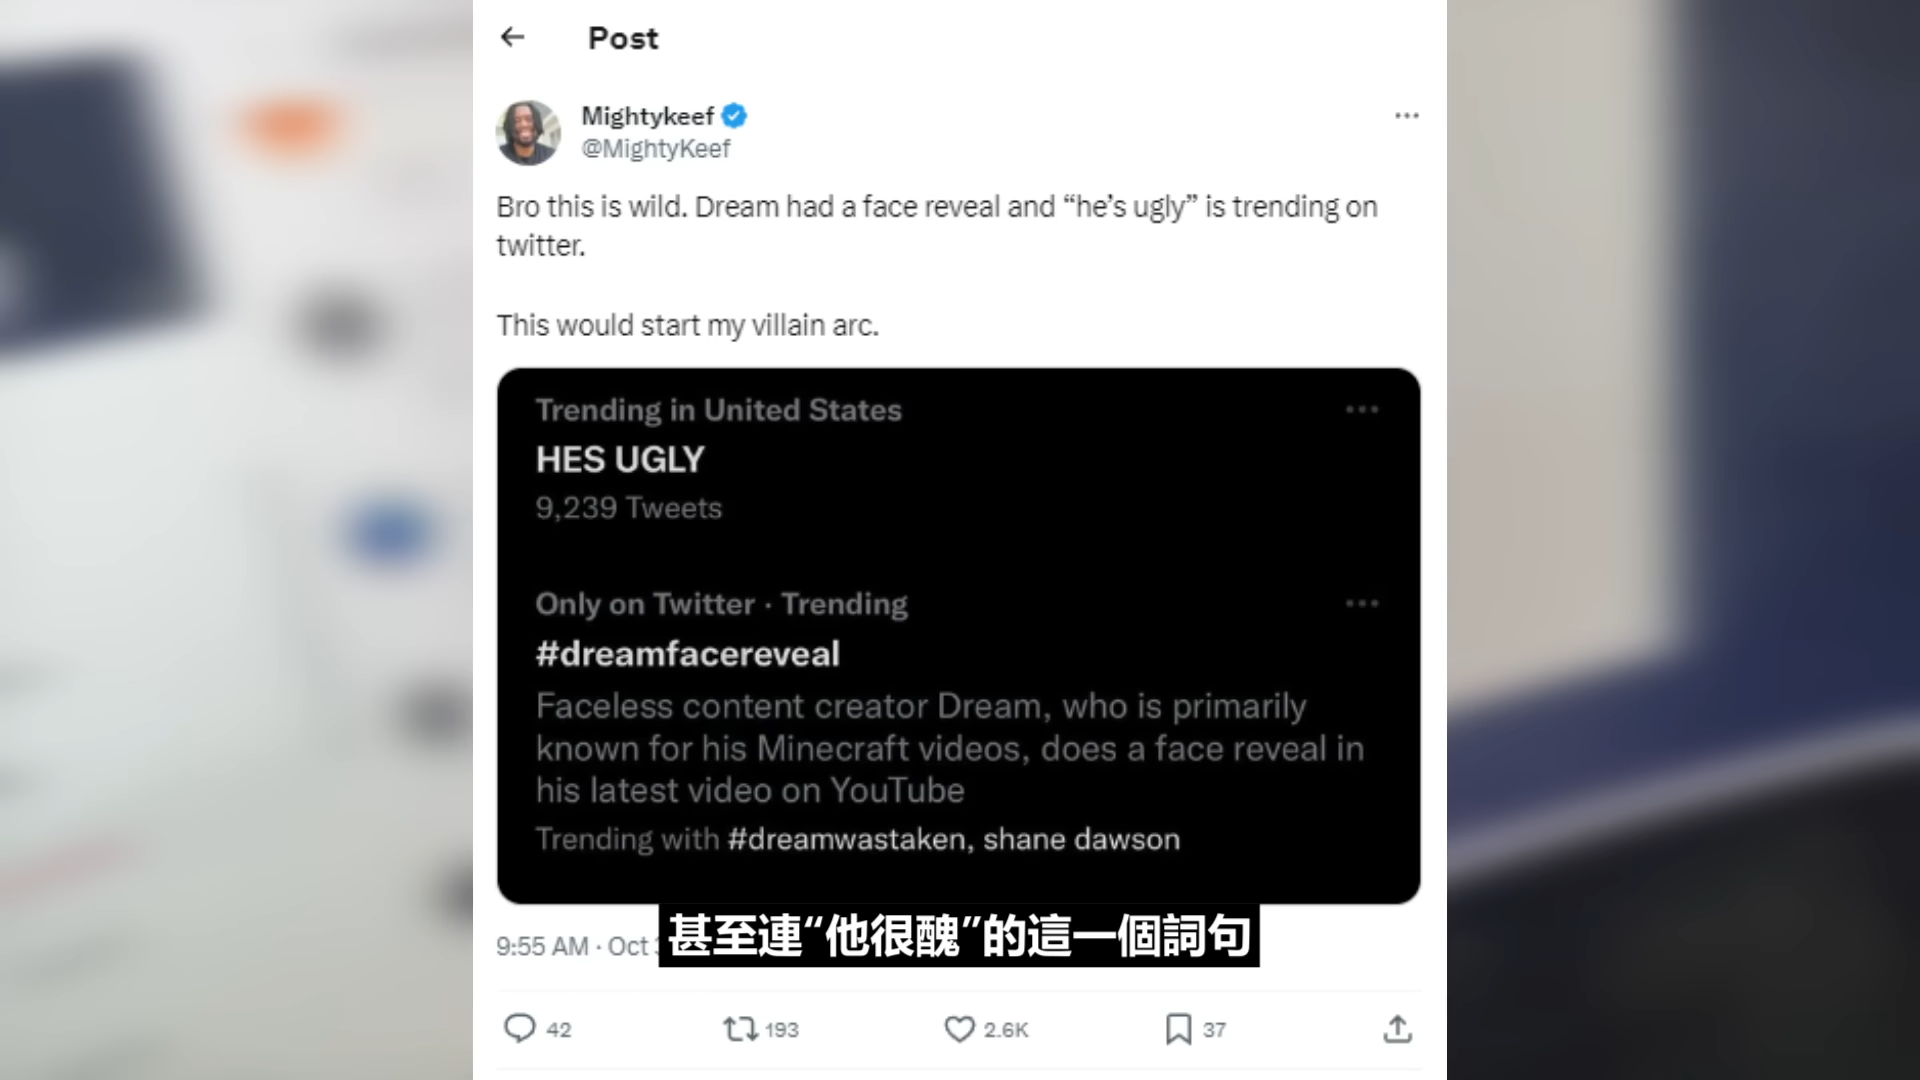 Post
Mightykeef
@MightyKeef
Bro this is wild. Dream had a face reveal and “he’s ugly” is trending on
twitter.
This would start my villain arc.
Trending in United States
HES UGLY
9,239 Tweets
Only on Twitter · Trending
#dreamfacereveal
Faceless content creator Dream, who is primarily
known for his Minecraft videos, does a face reveal in
his latest video on YouTube
Trending with #dreamwastaken, shane dawson
9:55 AM · Oct
甚至連“他很醜”的這一個詞句
42 193 2.6K 37